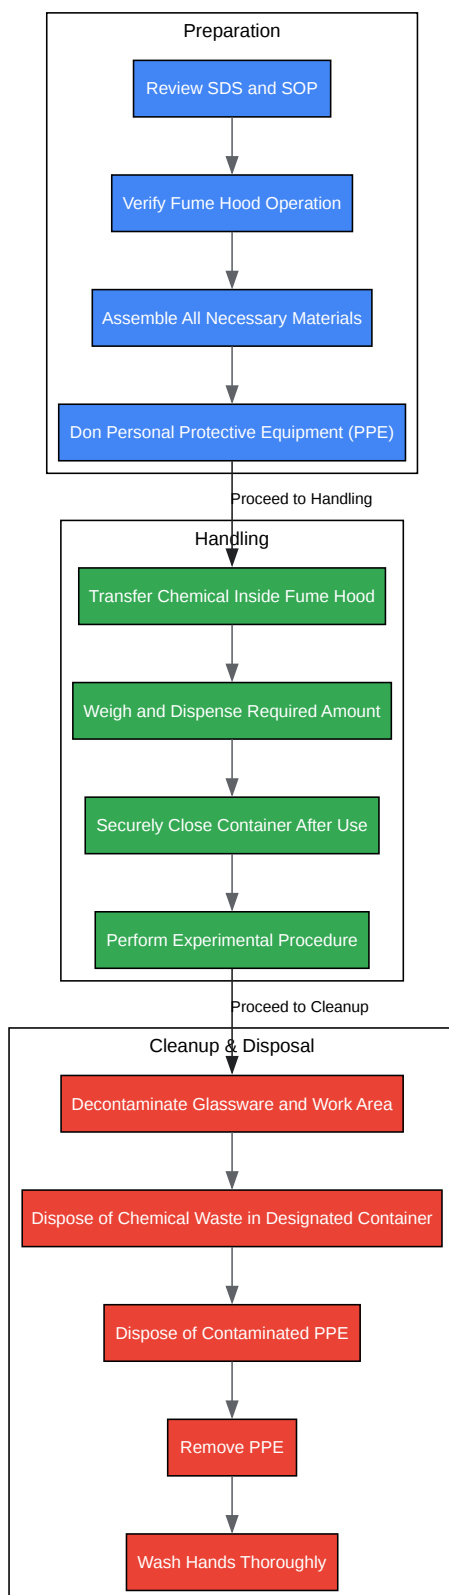 Preparation
Review SDS and SOP
Verify Fume Hood Operation
Assemble All Necessary Materials
Don Personal Protective Equipment (PPE)
Proceed to Handling
Handling
Transfer Chemical Inside Fume Hood
Weigh and Dispense Required Amount
Securely Close Container After Use
Perform Experimental Procedure
Proceed to Cleanup
Cleanup & Disposal
Decontaminate Glassware and Work Area
Dispose of Chemical Waste in Designated Container
Dispose of Contaminated PPE
Remove PPE
Wash Hands Thoroughly